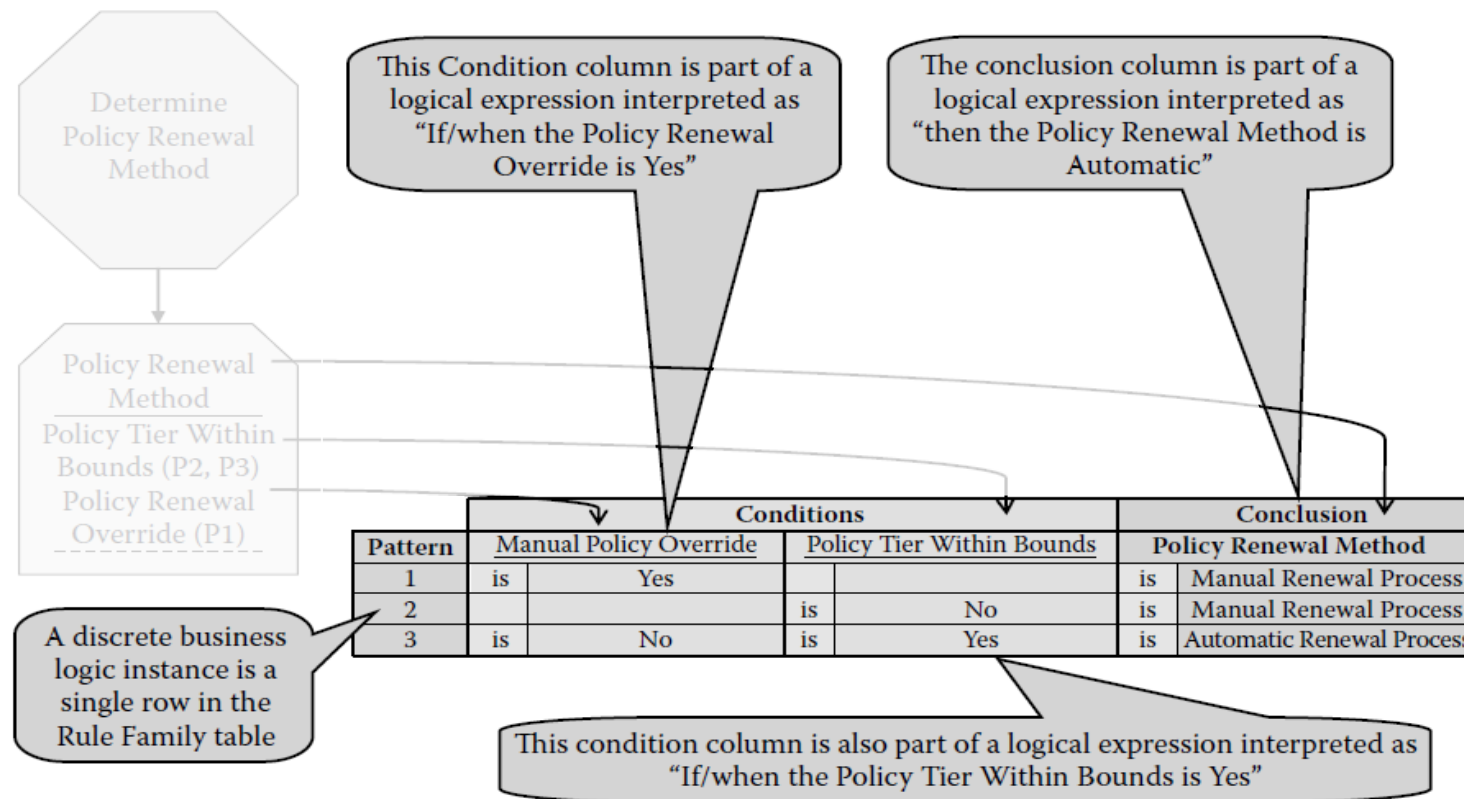 Determine
Policy Renewal
Method
This Condition column is part of a
logical expression interpreted as
“If/when the Policy Renewal
Override is Yes”
The conclusion column is part of a
logical expression interpreted as
“then the Policy Renewal Method is
Automatic”
Policy Renewal
Method
Policy Tier Within
Bounds (P2, P3)
Policy Renewal
Override (P1)
Conditions Conclusion
Pattern Manual Policy Override Policy Tier Within Bounds Policy Renewal Method
1 is Yes is Manual Renewal Process
2 is No is Manual Renewal Process
3 is No is Yes is Automatic Renewal Process
A discrete business
logic instance is a
single row in the
Rule Family table
This condition column is also part of a logical expression interpreted as
“If/when the Policy Tier Within Bounds is Yes”